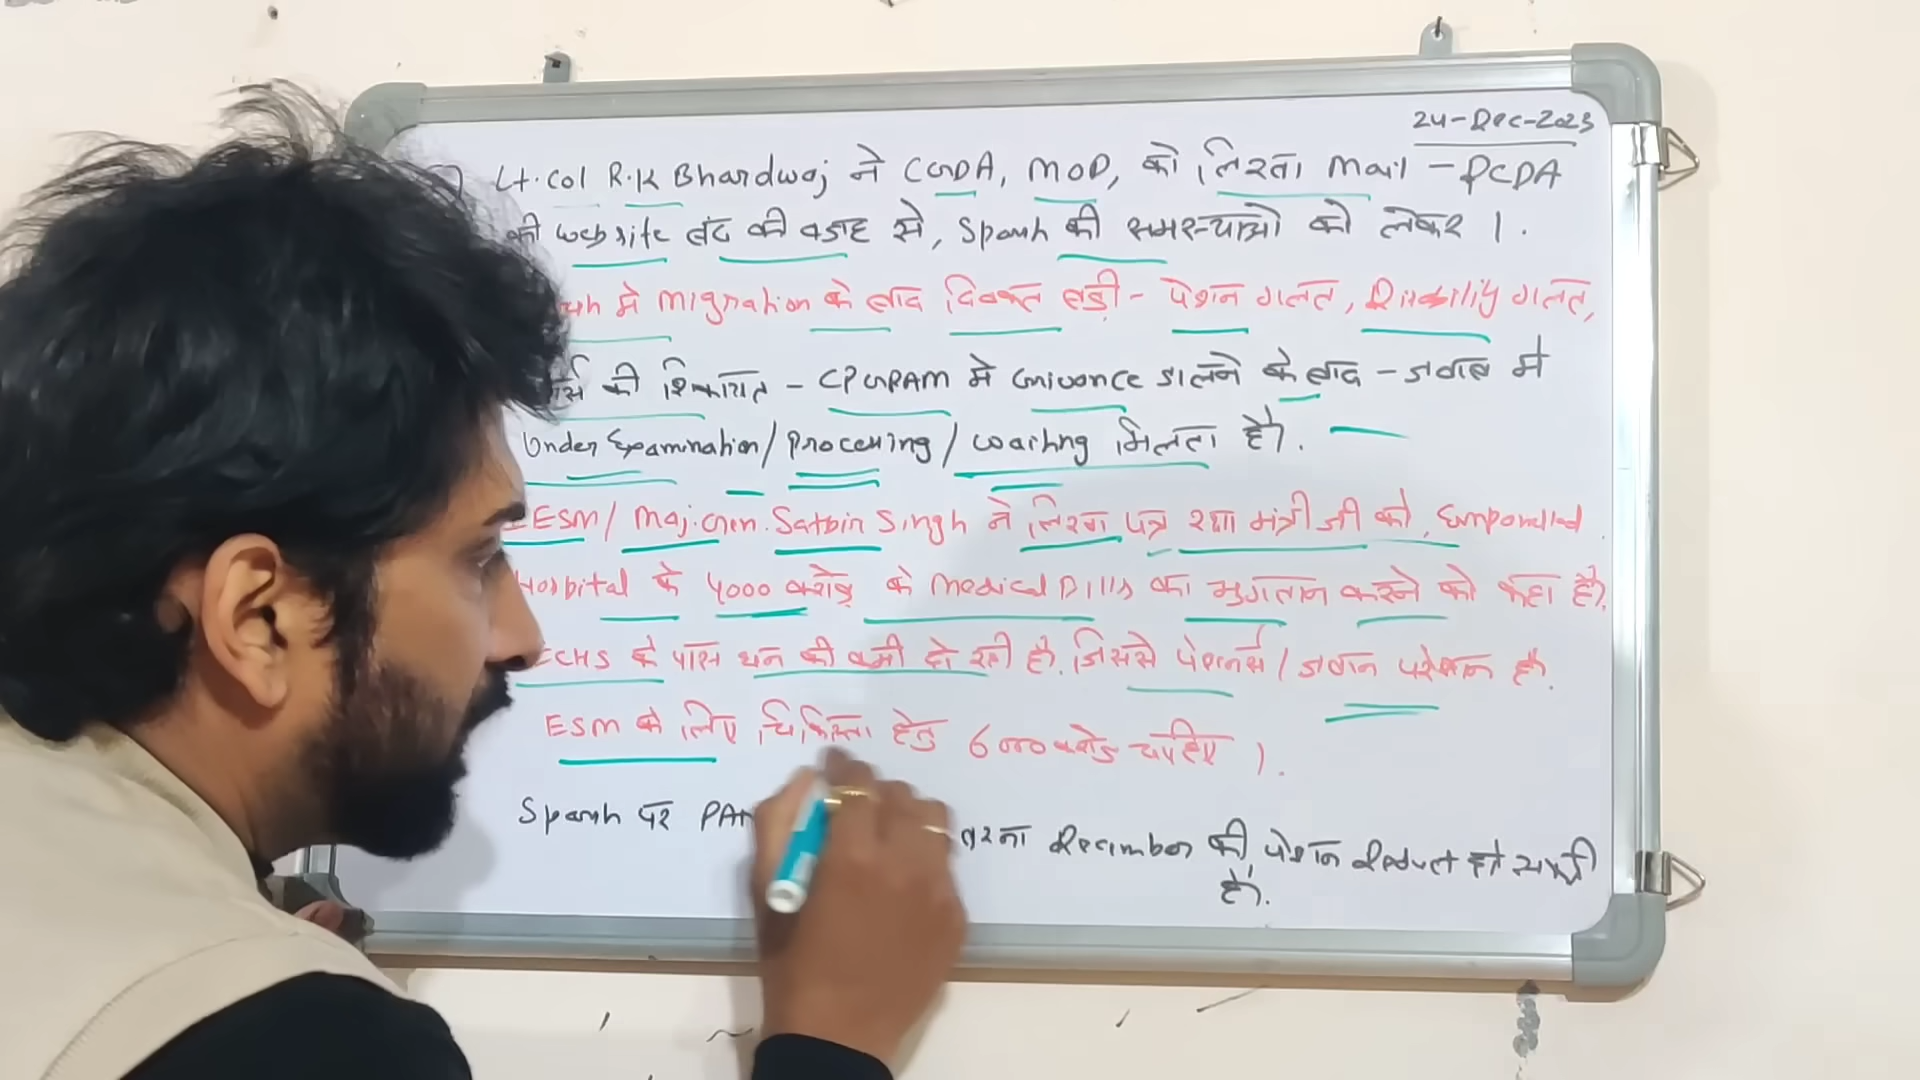 24-Dec-2023
Lt. Col R.K Bhardwaj ने CGDA, MOD, को लिखा Mail - PCDA
की website बंद की वजह से, Sparsh की समस्याओ को लेकर ।
में migration के बाद दिक्कत बड़ी - पेंशन गलत, Disability गलत,
की शिकायत - CPGRAM में Grivance डालने के बाद - जवाब में
Under Examination / Processing / Waiting मिलता है.
ESM / Maj. Gen. Satbir Singh ने लिखा पत्र रक्षा मंत्री जी को, Empanelled
Hospital के 4000 करोड़ के Medical Bills का भुगतान करने को कहा है.
ECHS के पास धन की कमी हो रही है. जिससे पेंशनर्स / जवान परेशान है.
ESM के लिए चिकित्सा हेतु 6000 करोड़ चाहिए ।.
Sparsh पर PAN वरना December की पेंशन deduct हो सकती
है.